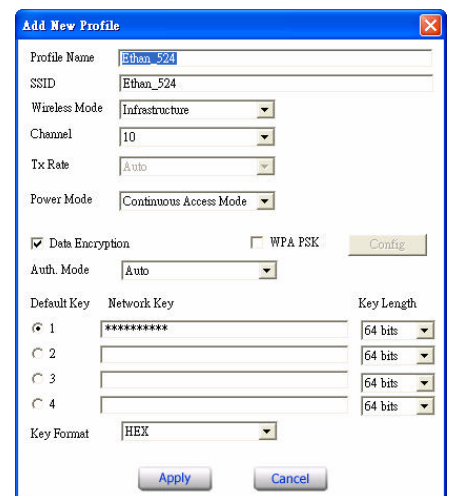 Add New Profile
Profile Name Ethan_524
SSID Ethan_524
Wireless Mode Infrastructure
Channel 10
Tx Rate Auto
Power Mode Continuous Access Mode
Data Encryption WPA PSK Config
Auth. Mode Auto
Default Key Network Key Key Length
1 ********** 64 bits
2 64 bits
3 64 bits
4 64 bits
Key Format HEX
Apply Cancel